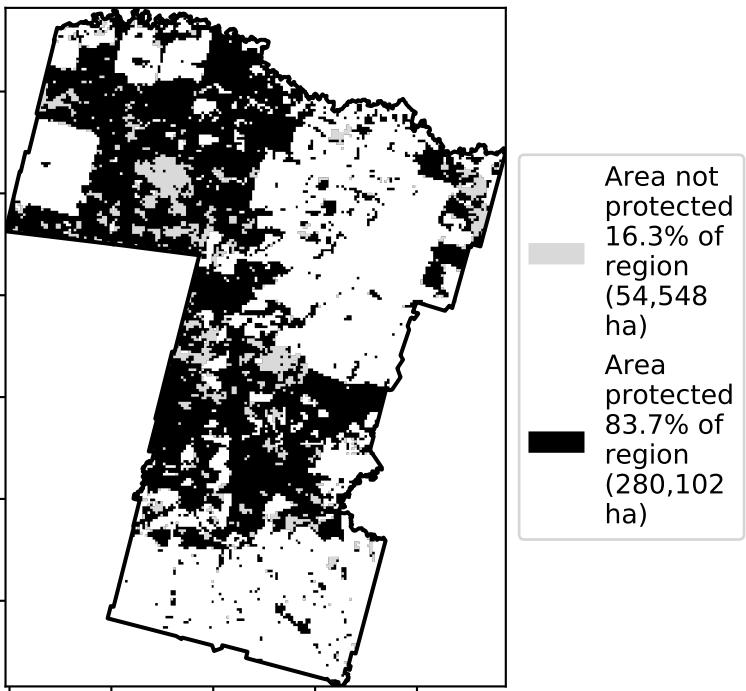 Area not
protected
16.3% of
region
(54,548
ha)
Area
protected
83.7% of
region
(280,102
ha)